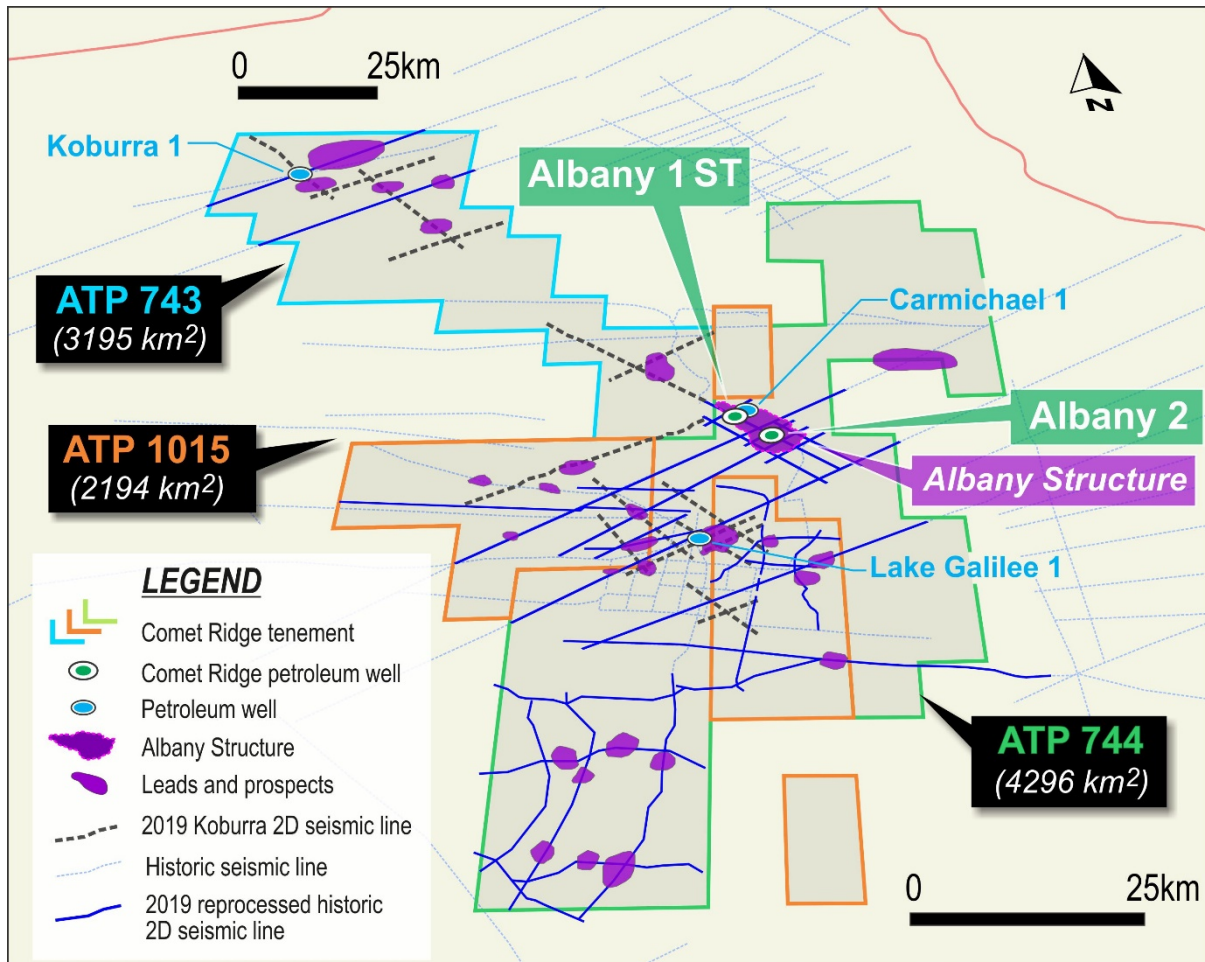 0 25km
N
Koburra 1
Albany 1 ST
ATP 743
(3195 km²)
Carmichael 1
Albany 2
ATP 1015
(2194 km²)
Albany Structure
Lake Galilee 1
LEGEND
Comet Ridge tenement
Comet Ridge petroleum well
Petroleum well
Albany Structure
Leads and prospects
2019 Koburra 2D seismic line
Historic seismic line
2019 reprocessed historic
2D seismic line
ATP 744
(4296 km²)
0 25km